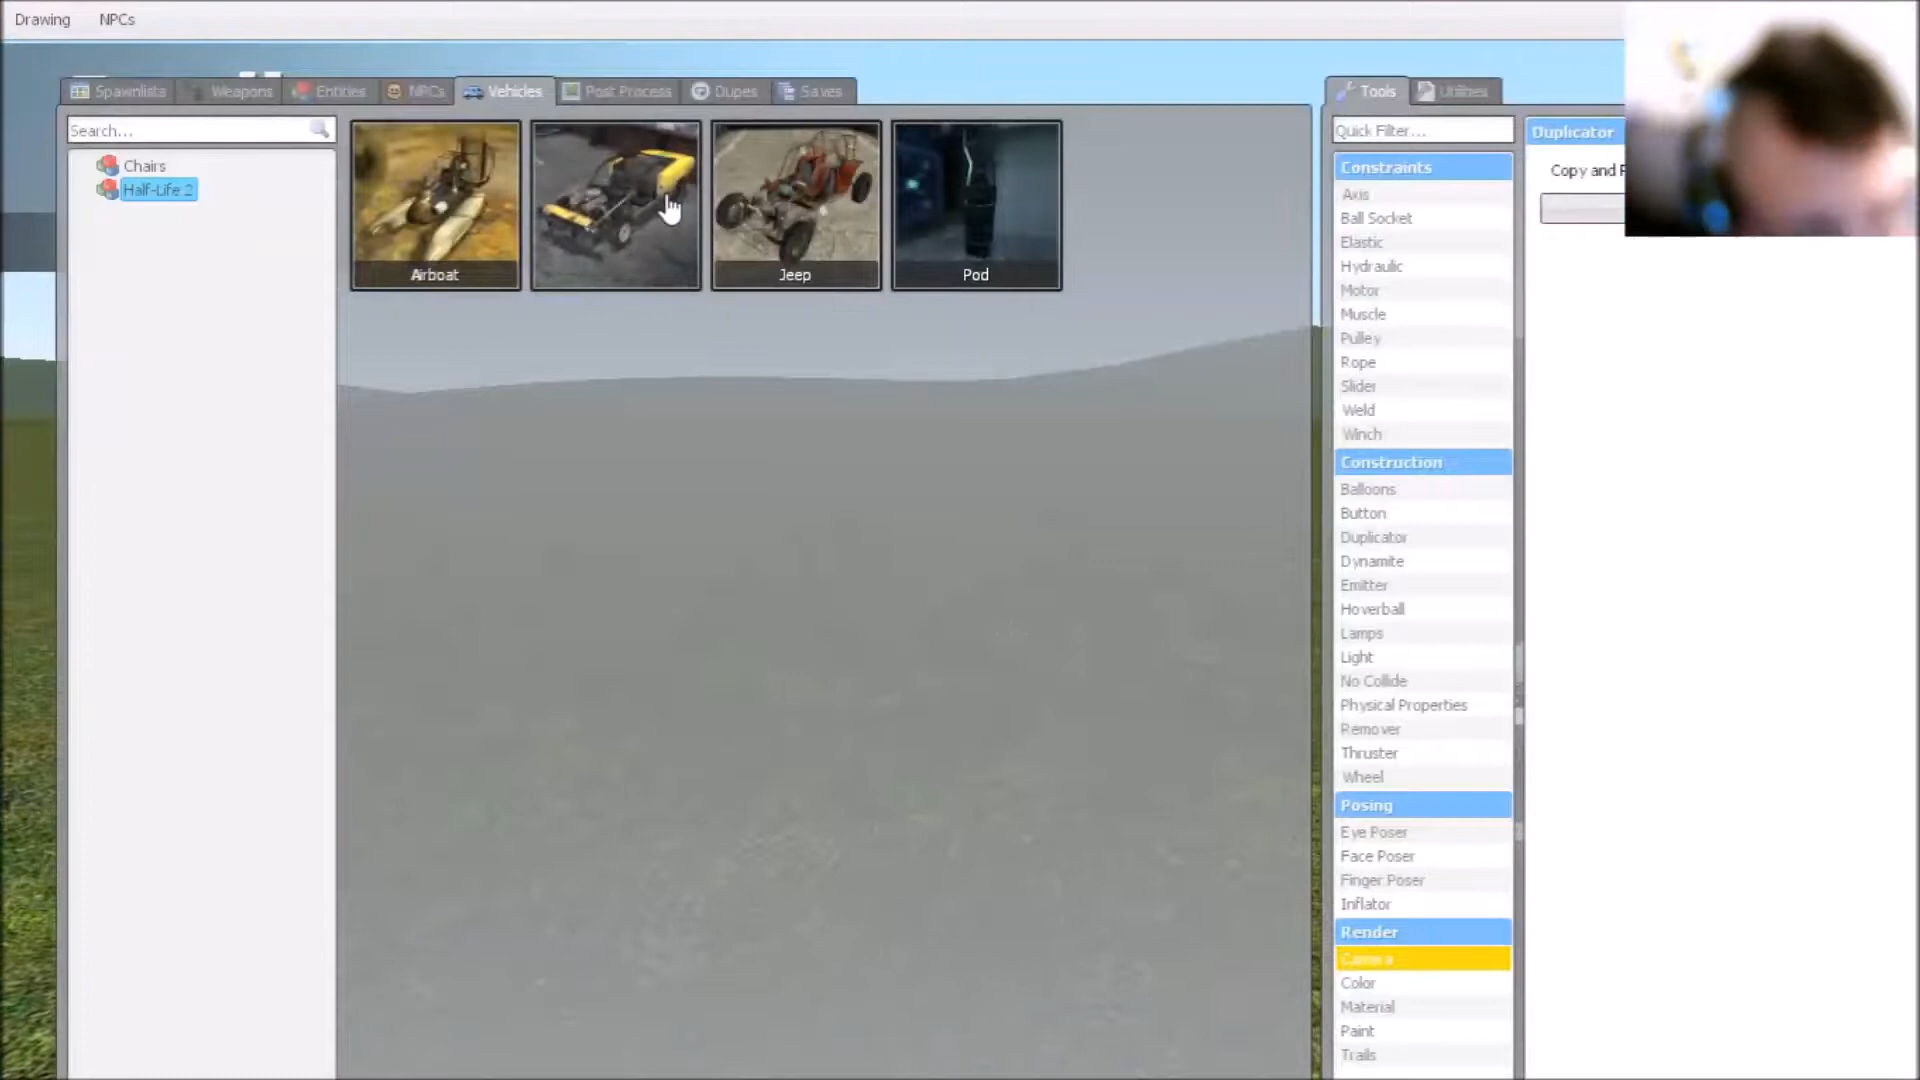 Drawing NPCs
Spawnlists Weapons Entities NPCs Vehicles Post Process Dupes Saves
Search...
Chairs
Half-Life 2
Airboat
Jeep
Pod
Tools Utilities
Quick Filter...
Constraints
Axis
Ball Socket
Elastic
Hydraulic
Motor
Muscle
Pulley
Rope
Slider
Weld
Winch
Construction
Balloons
Button
Duplicator
Dynamite
Emitter
Hoverball
Lamps
Light
No Collide
Physical Properties
Remover
Thruster
Wheel
Posing
Eye Poser
Face Poser
Finger Poser
Inflator
Render
Camera
Color
Material
Paint
Trails
Duplicator
Copy and